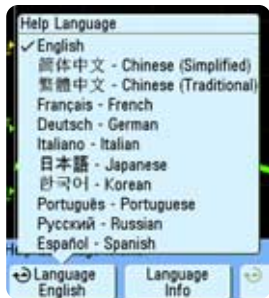 Help Language
✓ English
简体中文 - Chinese (Simplified)
繁體中文 - Chinese (Traditional)
Français - French
Deutsch - German
Italiano - Italian
日本語 - Japanese
한국어 - Korean
Português - Portuguese
Русский - Russian
Español - Spanish
Language
English
Language
Info